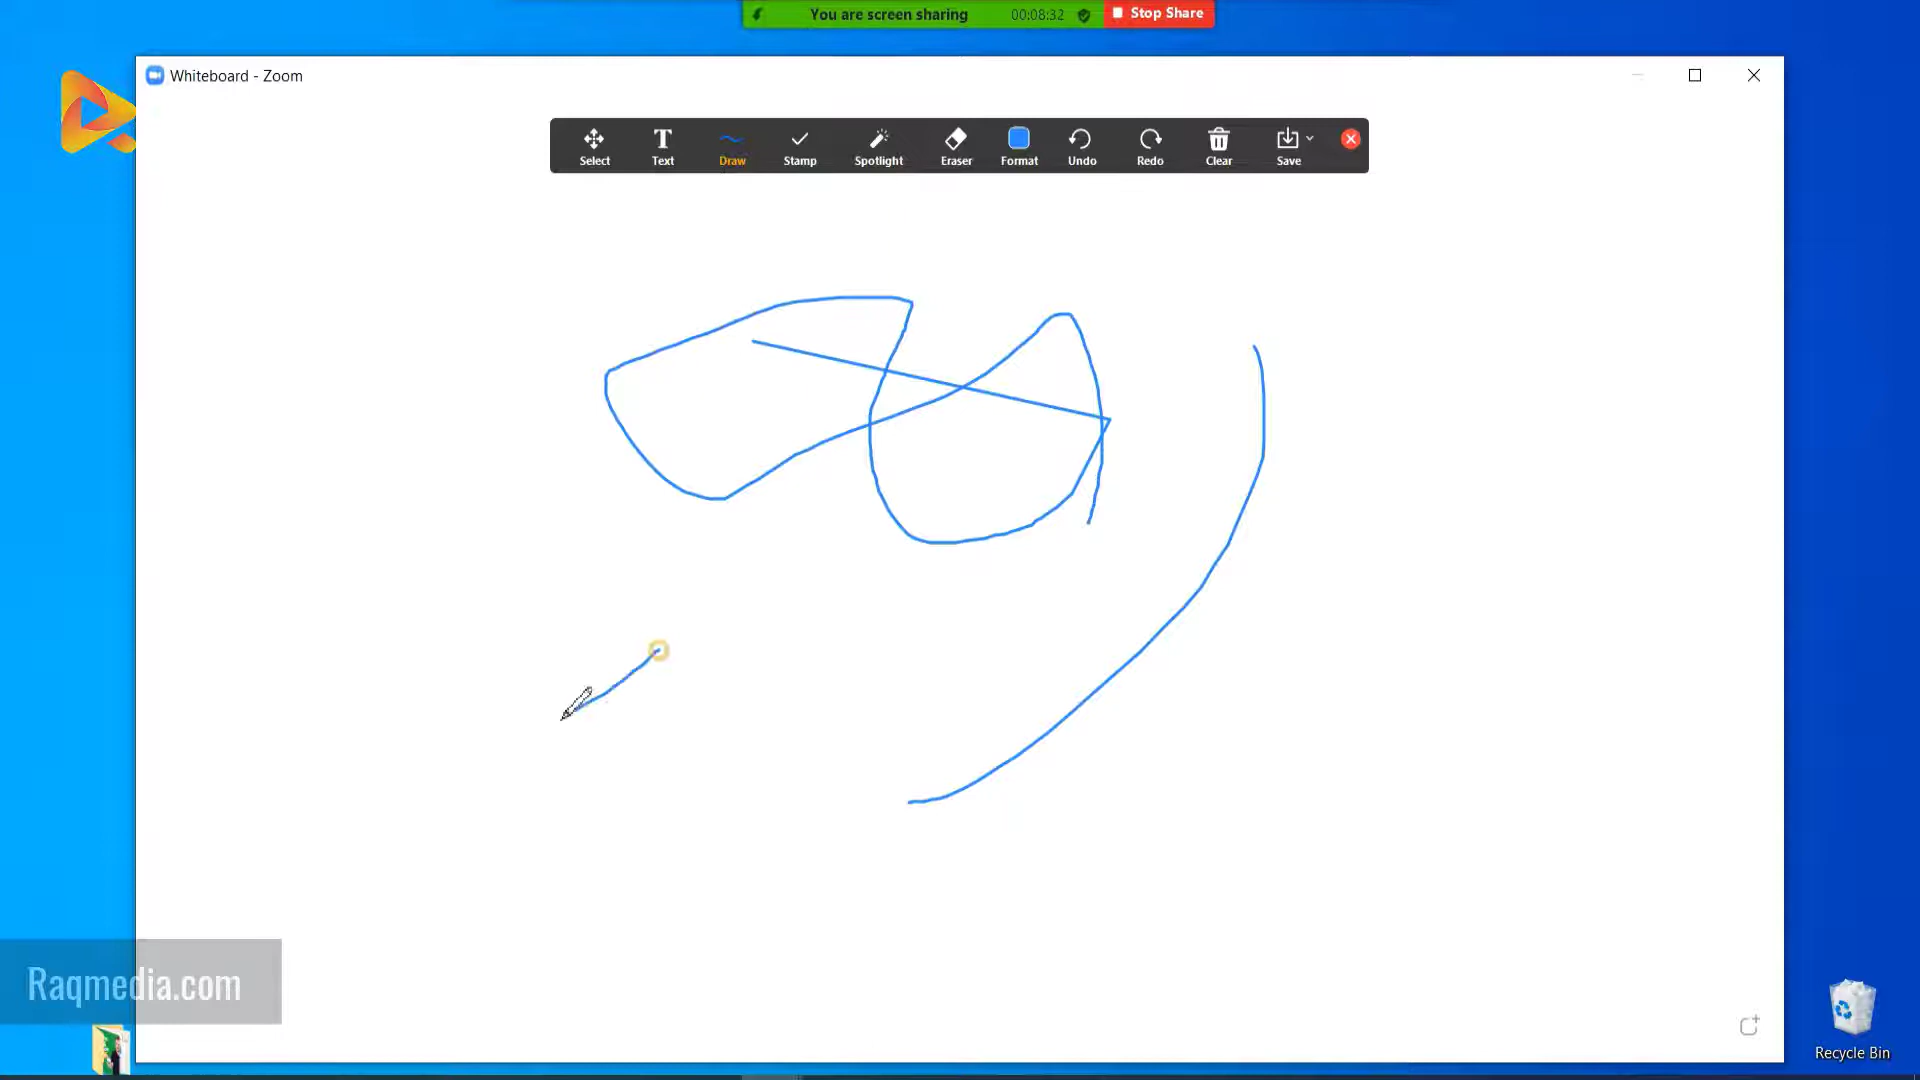 You are screen sharing 00:08:32 Stop Share
Whiteboard - Zoom
Select Text Draw Stamp Spotlight Eraser Format Undo Redo Clear Save
Raqmedia.com
Recycle Bin